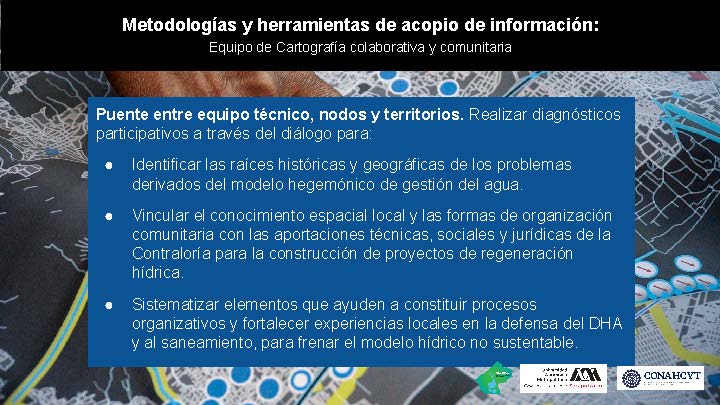 Metodologías y herramientas de acopio de información:
Equipo de Cartografía colaborativa y comunitaria
Puente entre equipo técnico, nodos y territorios. Realizar diagnósticos
participativos a través del diálogo para:
● Identificar las raíces históricas y geográficas de los problemas
derivados del modelo hegemónico de gestión del agua.
● Vincular el conocimiento espacial local y las formas de organización
comunitaria con las aportaciones técnicas, sociales y jurídicas de la
Contraloría para la construcción de proyectos de regeneración
hídrica.
● Sistematizar elementos que ayuden a constituir procesos
organizativos y fortalecer experiencias locales en la defensa del DHA
y al saneamiento, para frenar el modelo hídrico no sustentable.
Universidad
Autónoma
Metropolitana
CONAHCYT